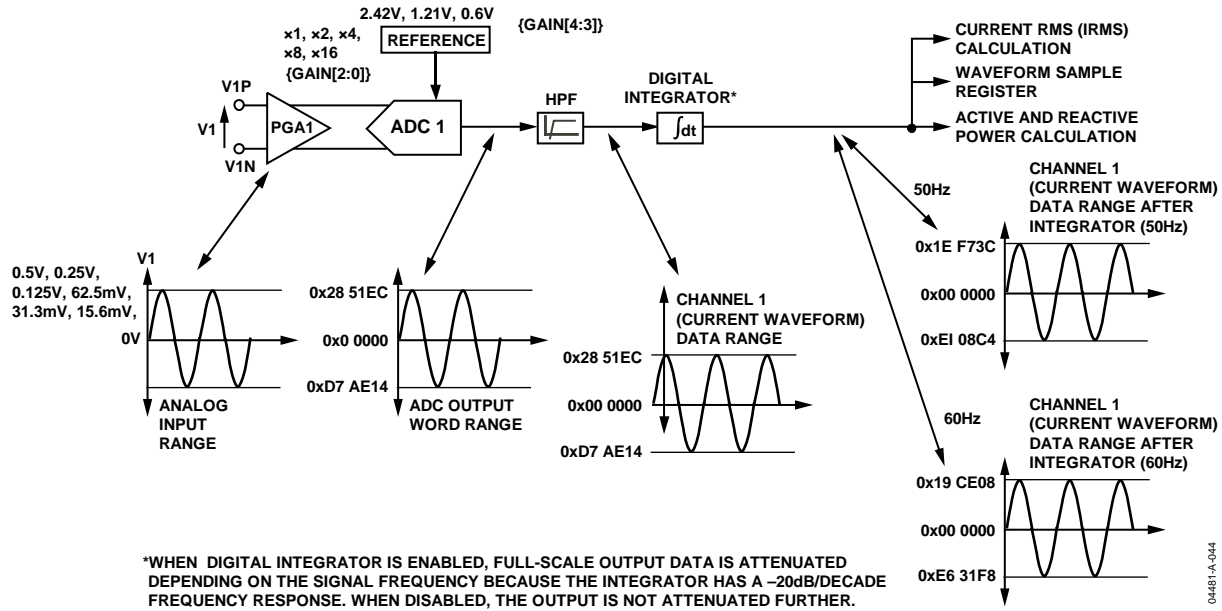 2.42V, 1.21V, 0.6V
{GAIN[4:3]}
×1, ×2, ×4,
×8, ×16
{GAIN[2:0]}
REFERENCE
V1P
V1
V1N
PGA1
ADC 1
HPF
DIGITAL
INTEGRATOR*
∫dt
CURRENT RMS (IRMS)
CALCULATION
WAVEFORM SAMPLE
REGISTER
ACTIVE AND REACTIVE
POWER CALCULATION
V1
0.5V, 0.25V,
0.125V, 62.5mV,
31.3mV, 15.6mV,
0V
ANALOG
INPUT
RANGE
0x28 51EC
0x0 0000
0xD7 AE14
ADC OUTPUT
WORD RANGE
CHANNEL 1
(CURRENT WAVEFORM)
DATA RANGE
0x28 51EC
0x00 0000
0xD7 AE14
50Hz
CHANNEL 1
(CURRENT WAVEFORM)
DATA RANGE AFTER
INTEGRATOR (50Hz)
0x1E F73C
0x00 0000
0xEI 08C4
60Hz
CHANNEL 1
(CURRENT WAVEFORM)
DATA RANGE AFTER
INTEGRATOR (60Hz)
0x19 CE08
0x00 0000
0xE6 31F8
*WHEN DIGITAL INTEGRATOR IS ENABLED, FULL-SCALE OUTPUT DATA IS ATTENUATED
DEPENDING ON THE SIGNAL FREQUENCY BECAUSE THE INTEGRATOR HAS A –20dB/DECADE
FREQUENCY RESPONSE. WHEN DISABLED, THE OUTPUT IS NOT ATTENUATED FURTHER.
04481-A-044